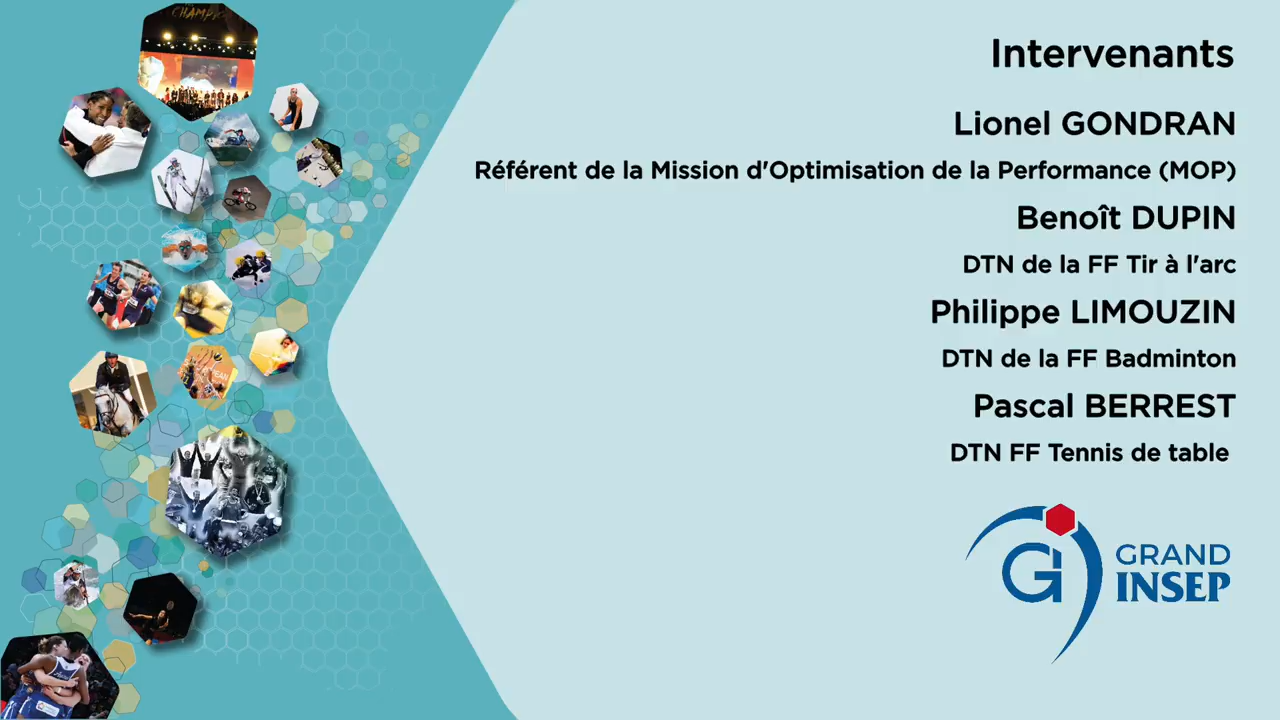 CHAMPI
Intervenants
Lionel GONDRAN
Référent de la Mission d'Optimisation de la Performance (MOP)
Benoît DUPIN
DTN de la FF Tir à l'arc
Philippe LIMOUZIN
DTN de la FF Badminton
Pascal BERREST
DTN FF Tennis de table
GRAND
INSEP